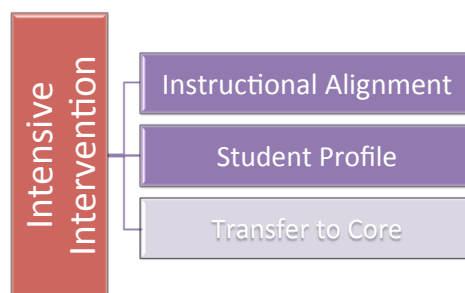 Intensive
Intervention
Instructional Alignment
Student Profile
Transfer to Core